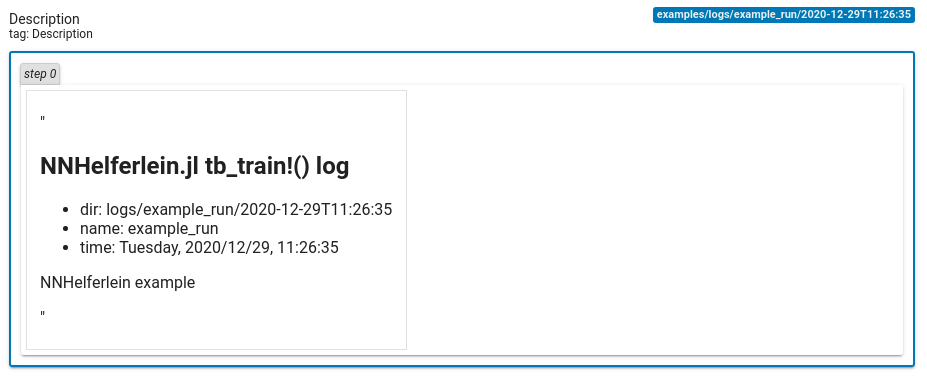 Description
examples/logs/example_run/2020-12-29T11:26:35
tag: Description
step 0
"
NNHelferlein.jl tb_train!() log
• dir: logs/example_run/2020-12-29T11:26:35
• name: example_run
• time: Tuesday, 2020/12/29, 11:26:35
NNHelferlein example
"